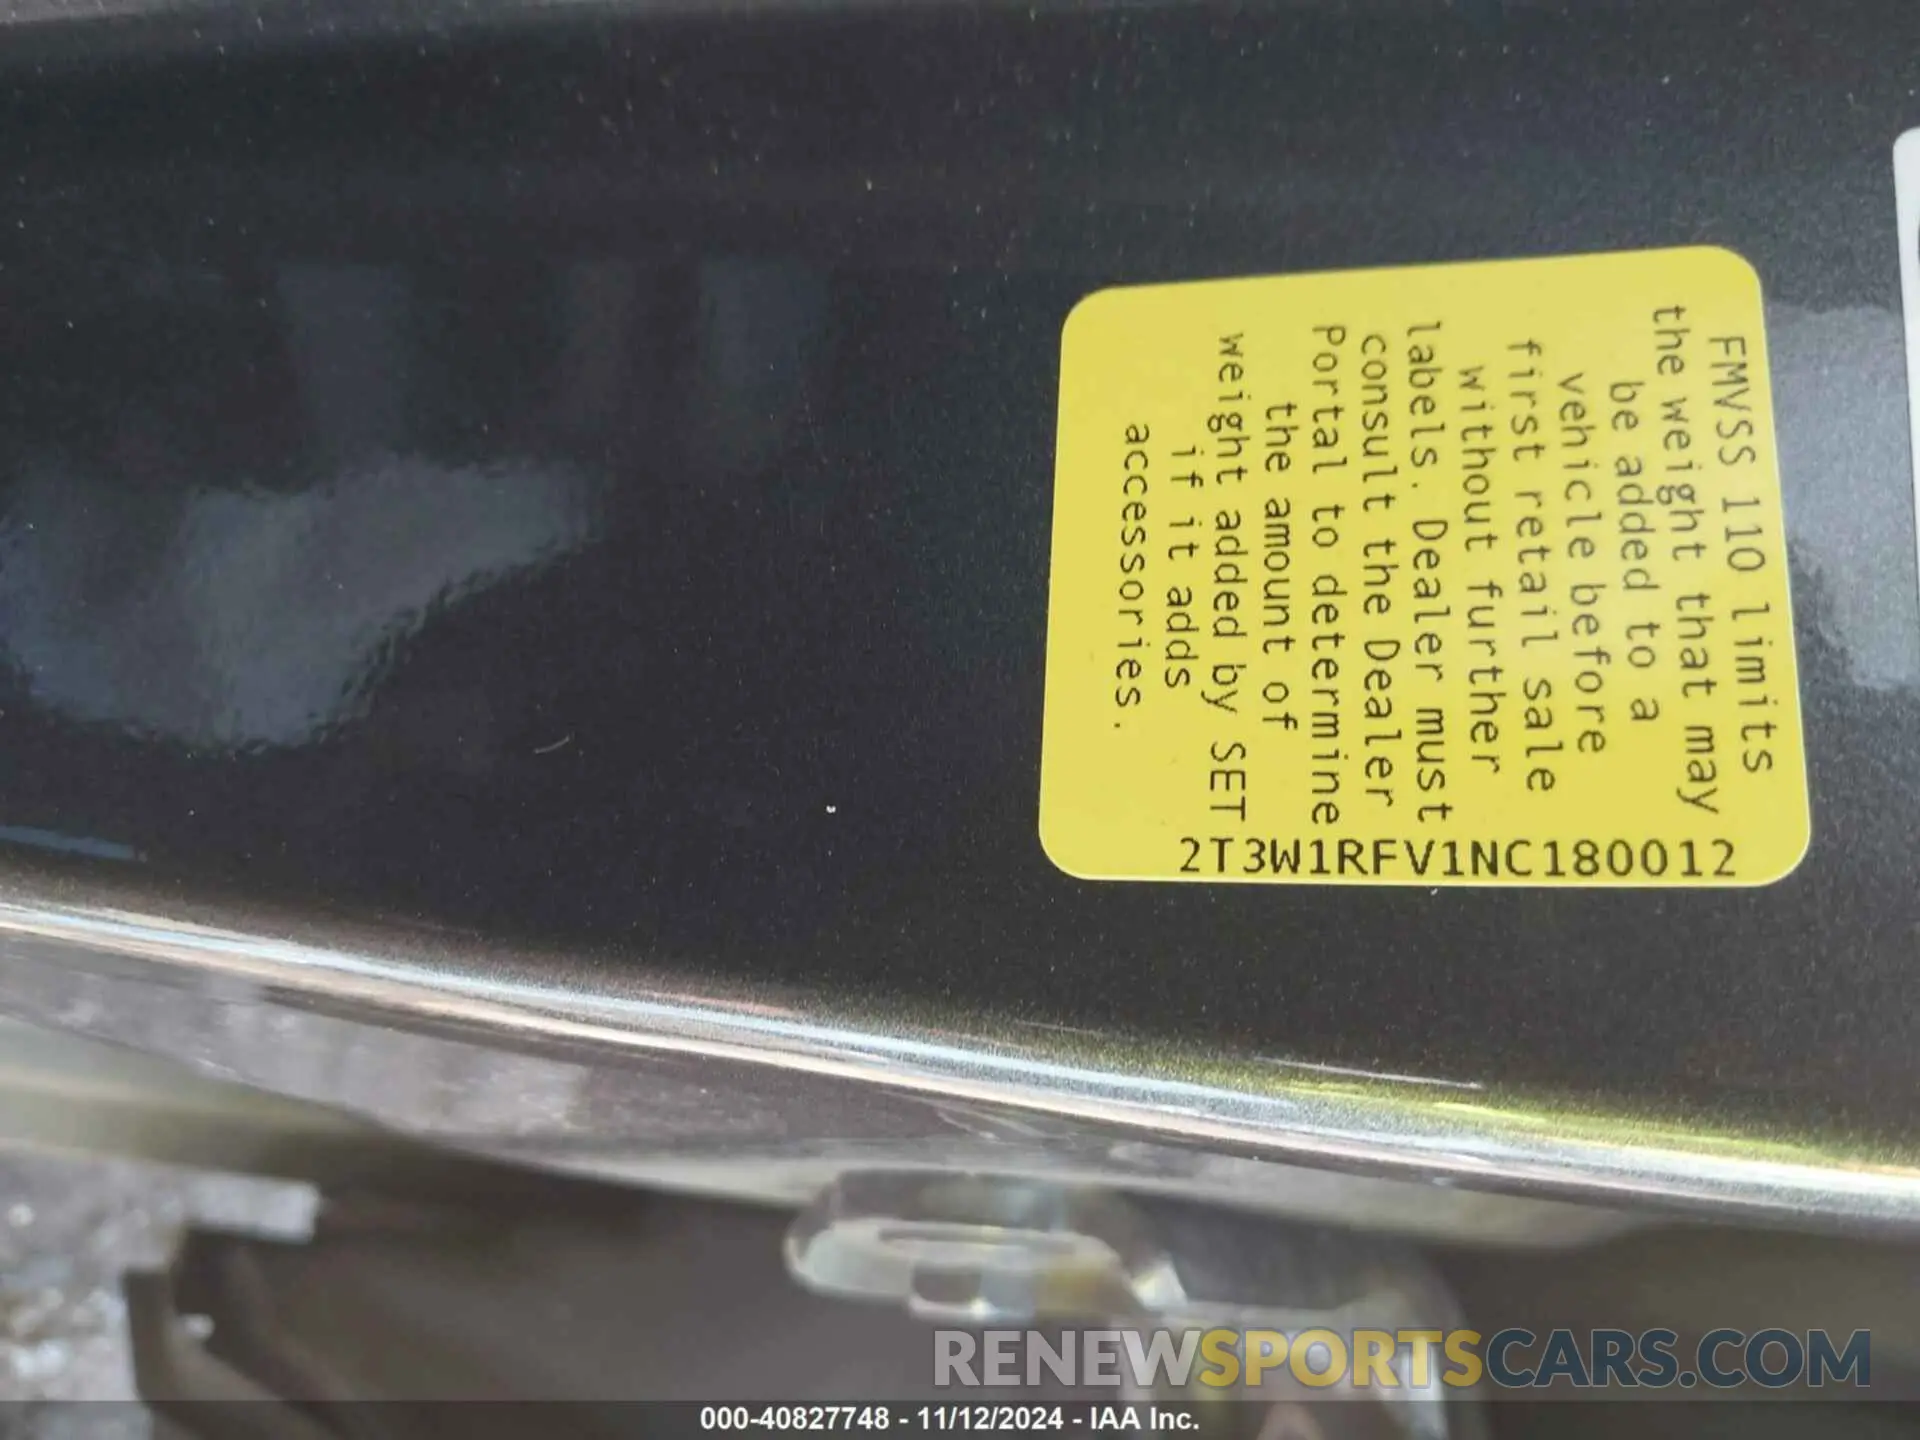 FMVSS 110 limits
the weight that may
be added to a
vehicle before
first retail sale
without further
labels. Dealer must
consult the Dealer
Portal to determine
the amount of
weight added by SET
if it adds
accessories.
2T3W1RFV1NC180012
RENEWSPORTSCARS.COM
000-40827748 - 11/12/2024 - IAA Inc.